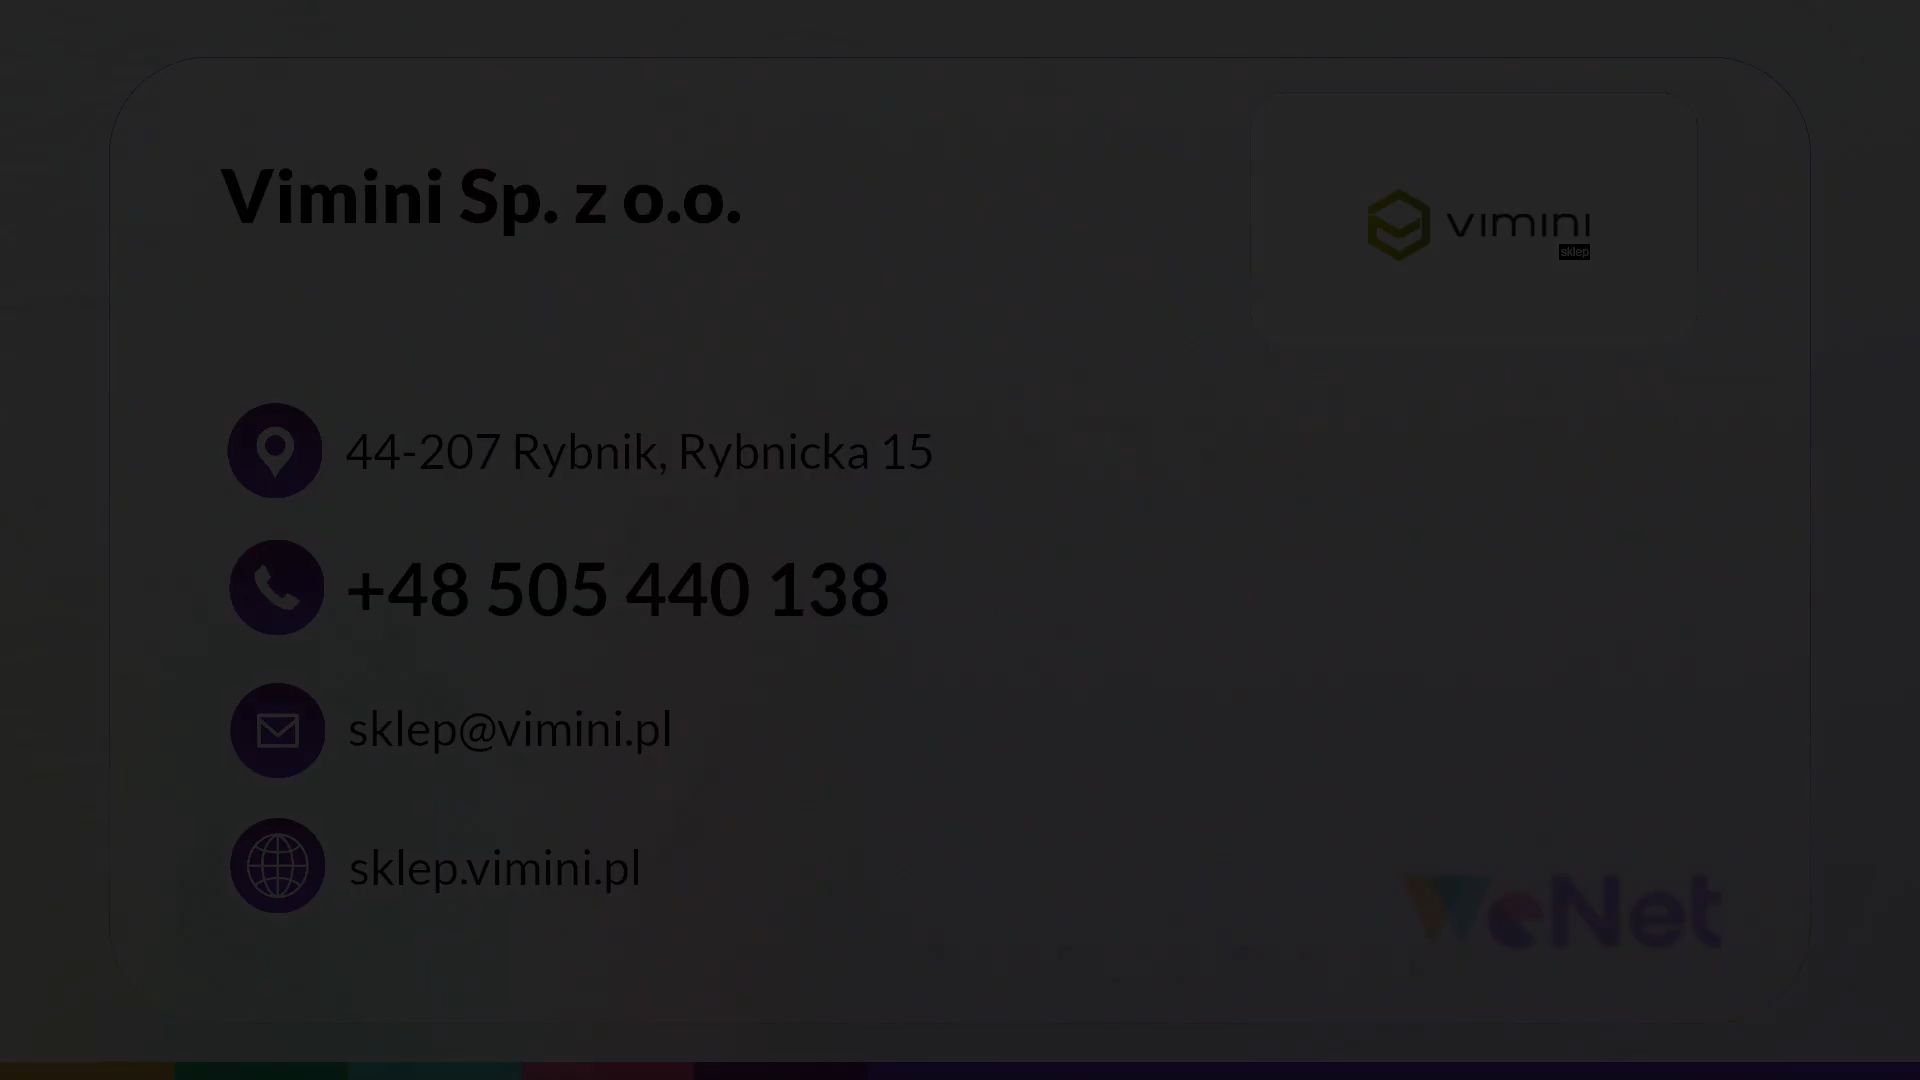 Vimini Sp. z o.o.
vimini
sklep
44-207 Rybnik, Rybnicka 15
+48 505 440 138
sklep@vimini.pl
sklep.vimini.pl
WeNet